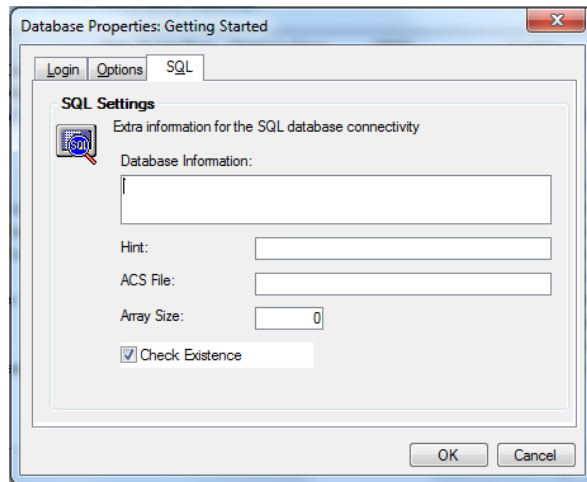 Database Properties: Getting Started
Login Options SQL
SQL Settings
Extra information for the SQL database connectivity
SQL
Database Information:
Hint:
ACS File:
Array Size: 0
Check Existence
OK Cancel